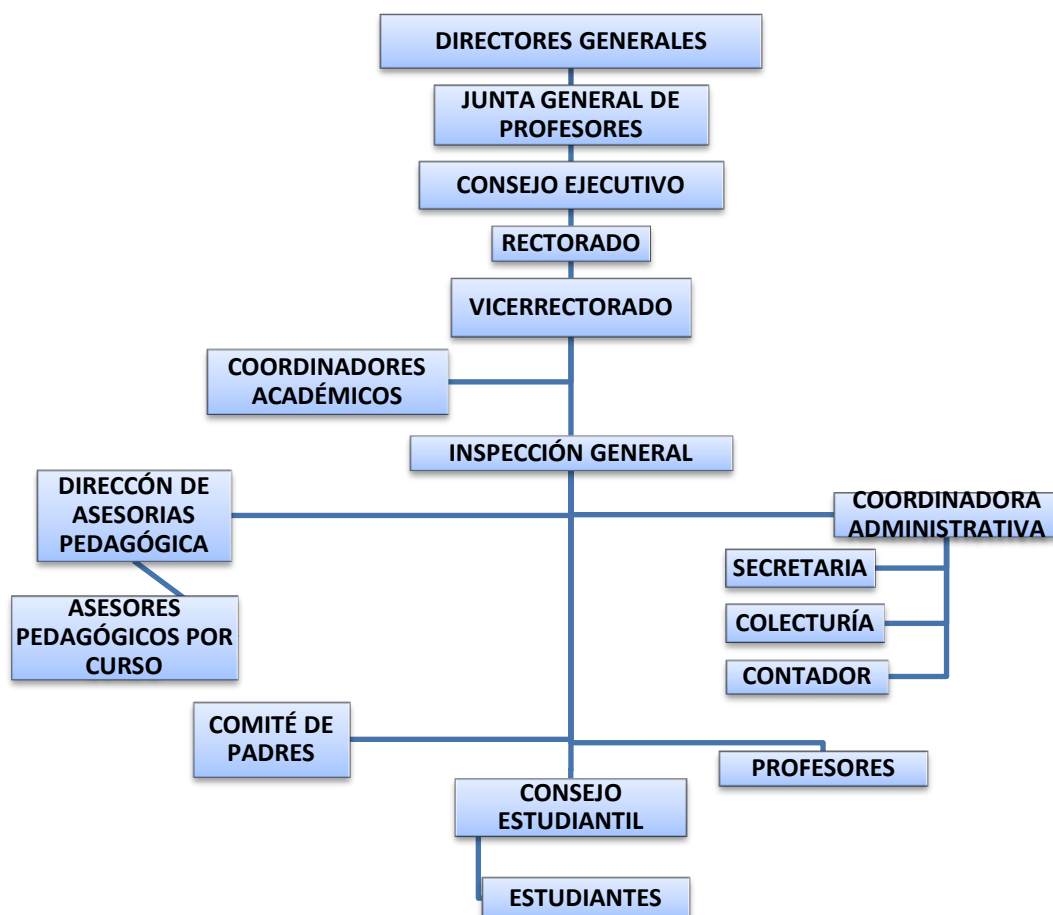 DIRECTORES GENERALES
JUNTA GENERAL DE
PROFESORES
CONSEJO EJECUTIVO
RECTORADO
VICERRECTORADO
COORDINADORES
ACADÉMICOS
INSPECCIÓN GENERAL
DIRECCÓN DE
ASESORIAS
PEDAGÓGICA
COORDINADORA
ADMINISTRATIVA
SECRETARIA
ASESORES
PEDAGÓGICOS POR
CURSO
COLECTURÍA
CONTADOR
COMITÉ DE
PADRES
PROFESORES
CONSEJO
ESTUDIANTIL
ESTUDIANTES